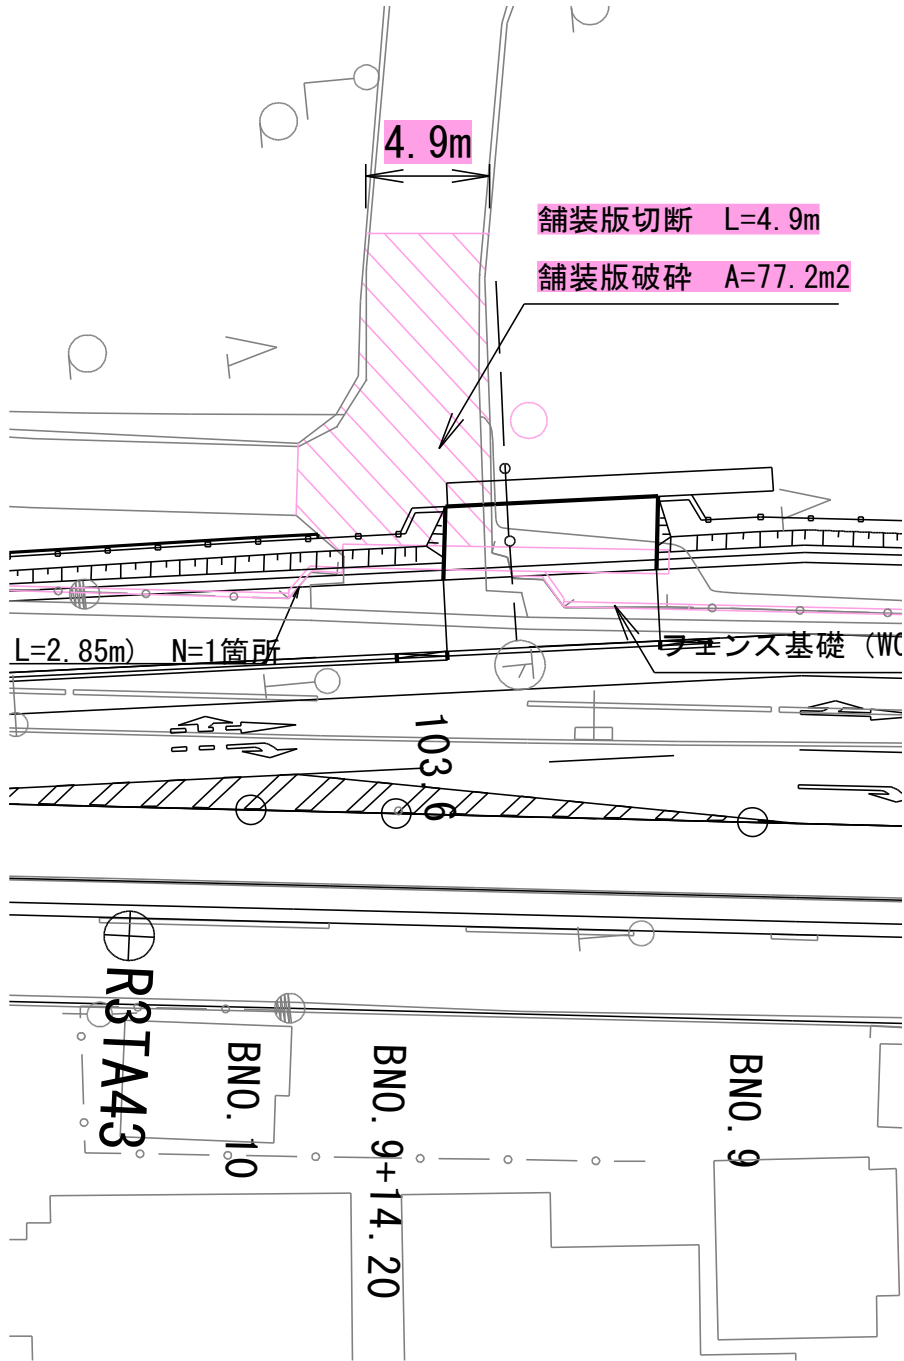 4.9m
舗装版切断 L=4.9m
舗装版破砕 A=77.2m2
L=2.85m) N=1箇所
フェンス基礎 (WC
103.6
R3TA43
BNO. 10
BNO. 9+14.20
BNO. 9